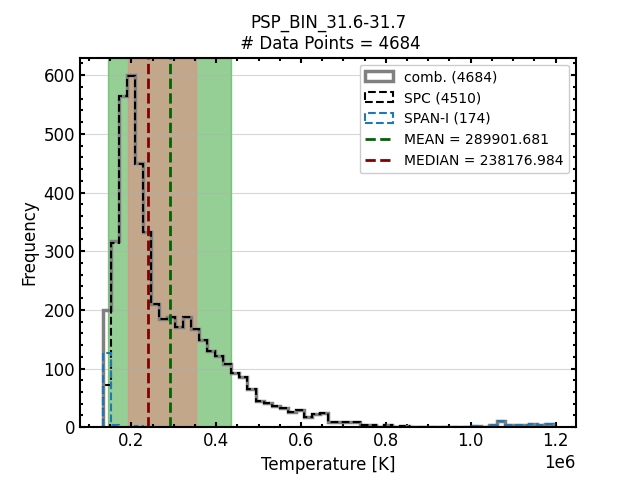 PSP_BIN_31.6-31.7
# Data Points = 4684
comb. (4684)
SPC (4510)
SPAN-I (174)
MEAN = 289901.681
MEDIAN = 238176.984
Frequency
600
500
400
300
200
100
0
0.2 0.4 0.6 0.8 1.0 1.2
1e6
Temperature [K]